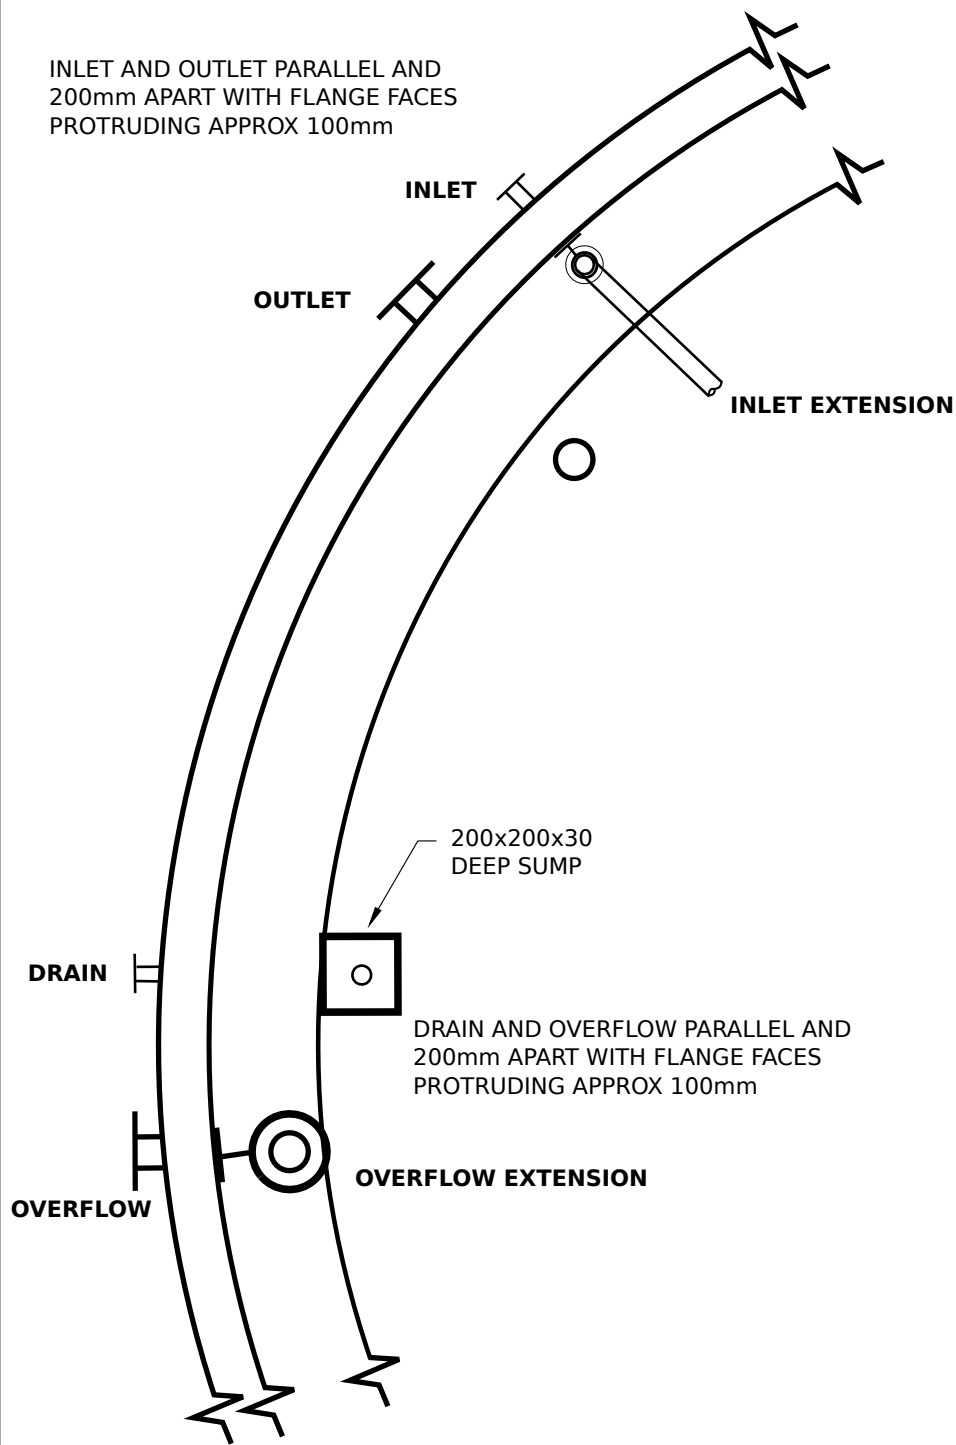 INLET AND OUTLET PARALLEL AND
200mm APART WITH FLANGE FACES
PROTRUDING APPROX 100mm
INLET
OUTLET
INLET EXTENSION
200x200x30
DEEP SUMP
DRAIN
DRAIN AND OVERFLOW PARALLEL AND
200mm APART WITH FLANGE FACES
PROTRUDING APPROX 100mm
OVERFLOW EXTENSION
OVERFLOW